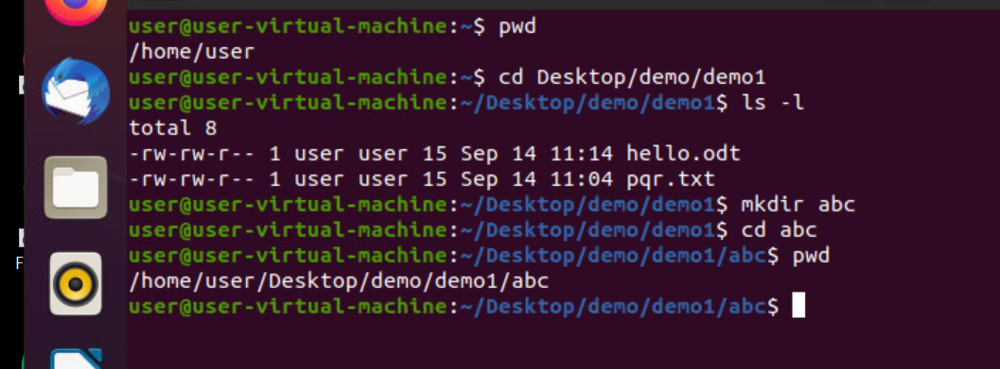 user@user-virtual-machine:~$ pwd
/home/user
user@user-virtual-machine:~$ cd Desktop/demo/demo1
user@user-virtual-machine:~/Desktop/demo/demo1$ ls -l
total 8
-rw-rw-r-- 1 user user 15 Sep 14 11:14 hello.odt
-rw-rw-r-- 1 user user 15 Sep 14 11:04 pqr.txt
user@user-virtual-machine:~/Desktop/demo/demo1$ mkdir abc
user@user-virtual-machine:~/Desktop/demo/demo1$ cd abc
user@user-virtual-machine:~/Desktop/demo/demo1/abc$ pwd
/home/user/Desktop/demo/demo1/abc
user@user-virtual-machine:~/Desktop/demo/demo1/abc$